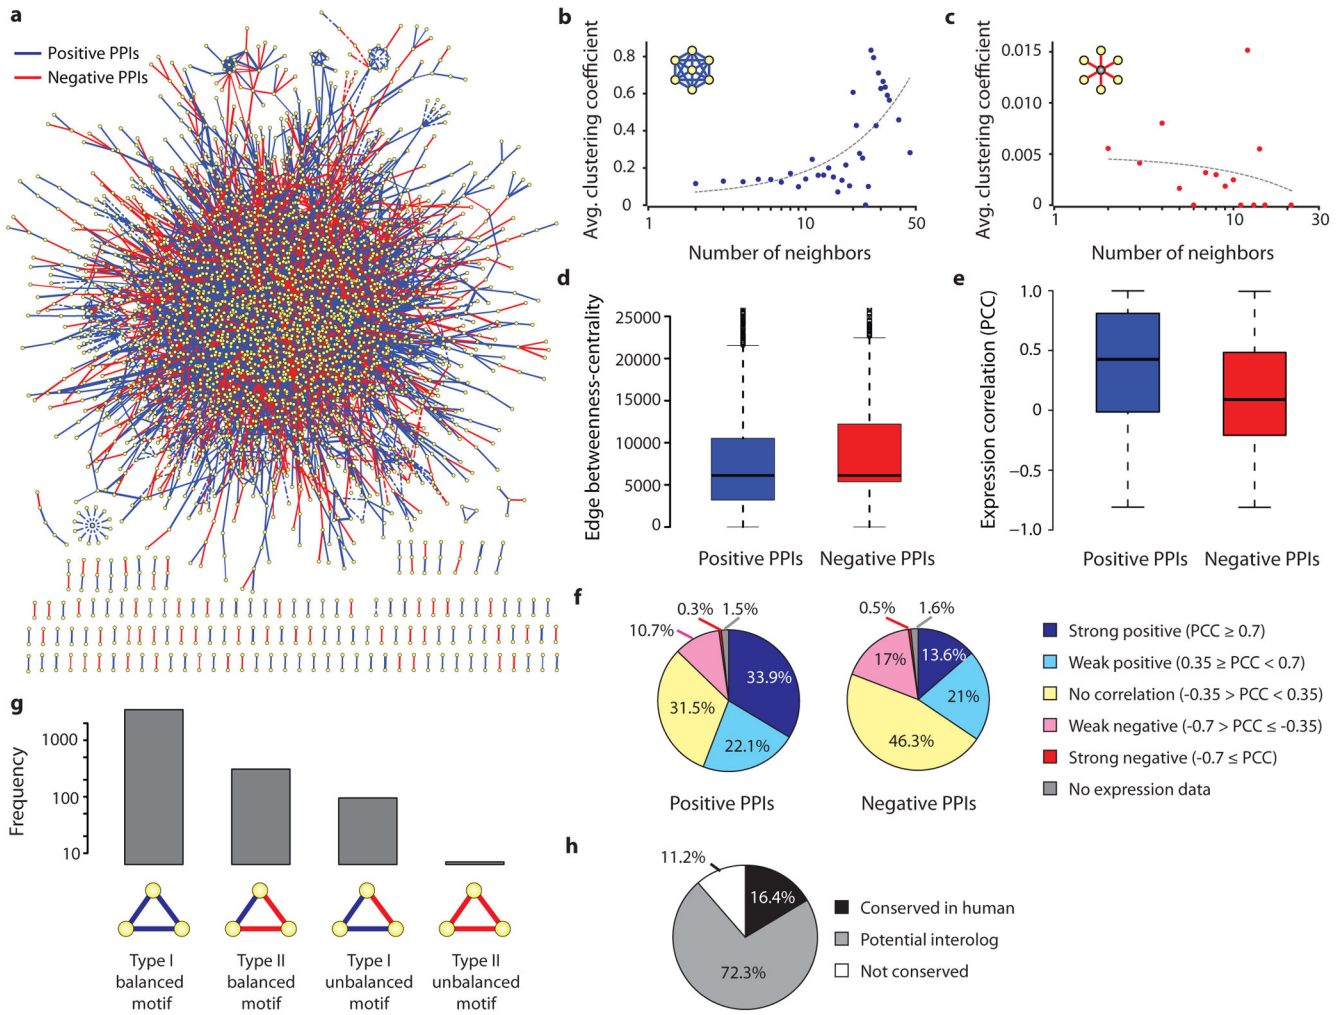 a
Positive PPIs
Negative PPIs
b
Avg. clustering coefficient
0.8
0.6
0.4
0.2
0
1
10
50
Number of neighbors
c
Avg. clustering coefficient
0.015
0.010
0.005
0
1
10
30
Number of neighbors
d
Edge betweenness-centrality
25000
20000
15000
10000
5000
0
Positive PPIs
Negative PPIs
e
Expression correlation (PCC)
1.0
0.5
0
−0.5
−1.0
Positive PPIs
Negative PPIs
f
0.3%
1.5%
10.7%
33.9%
31.5%
22.1%
Positive PPIs
0.5%
1.6%
17%
13.6%
21%
46.3%
Negative PPIs
Strong positive (PCC ≥ 0.7)
Weak positive (0.35 ≥ PCC < 0.7)
No correlation (-0.35 > PCC < 0.35)
Weak negative (-0.7 > PCC ≤ -0.35)
Strong negative (-0.7 ≤ PCC)
No expression data
g
Frequency
1000
100
10
Type I
balanced
motif
Type II
balanced
motif
Type I
unbalanced
motif
Type II
unbalanced
motif
h
11.2%
16.4%
72.3%
Conserved in human
Potential interolog
Not conserved